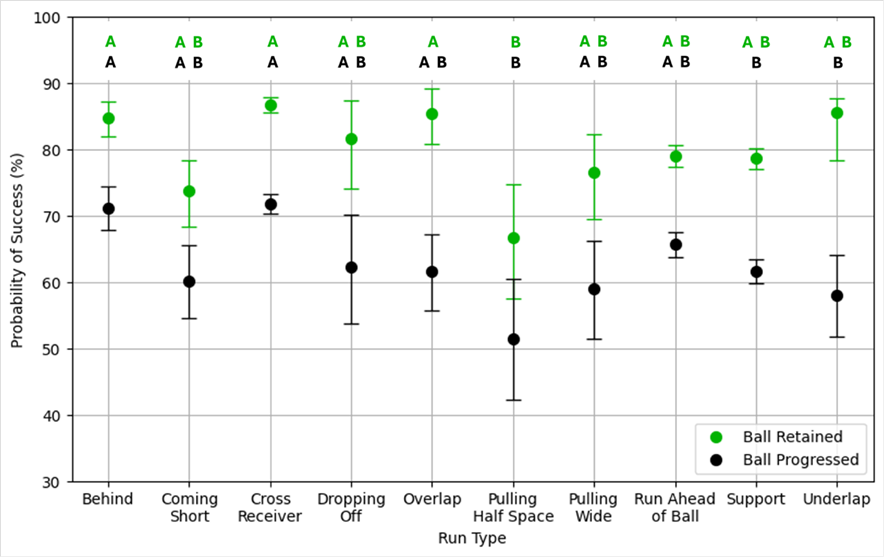 100
90
80
70
60
50
40
30
Probability of Success (%)
A A B A A B A B A B A B A B A B
A A B A A B A B B A B A B B B
Ball Retained
Ball Progressed
Behind
Coming
Short
Cross
Receiver
Dropping
Off
Overlap
Pulling
Half Space
Pulling
Wide
Run Ahead
of Ball
Support
Underlap
Run Type